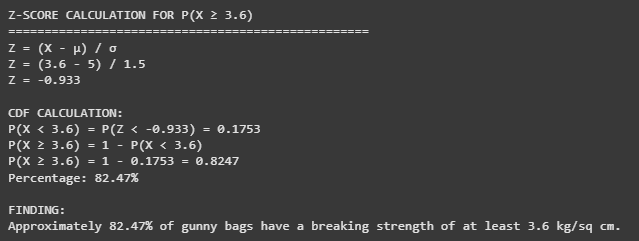 Z-SCORE CALCULATION FOR P(X ≥ 3.6)
==================================================
Z = (X - μ) / σ
Z = (3.6 - 5) / 1.5
Z = -0.933
CDF CALCULATION:
P(X < 3.6) = P(Z < -0.933) = 0.1753
P(X ≥ 3.6) = 1 - P(X < 3.6)
P(X ≥ 3.6) = 1 - 0.1753 = 0.8247
Percentage: 82.47%
FINDING:
Approximately 82.47% of gunny bags have a breaking strength of at least 3.6 kg/sq cm.